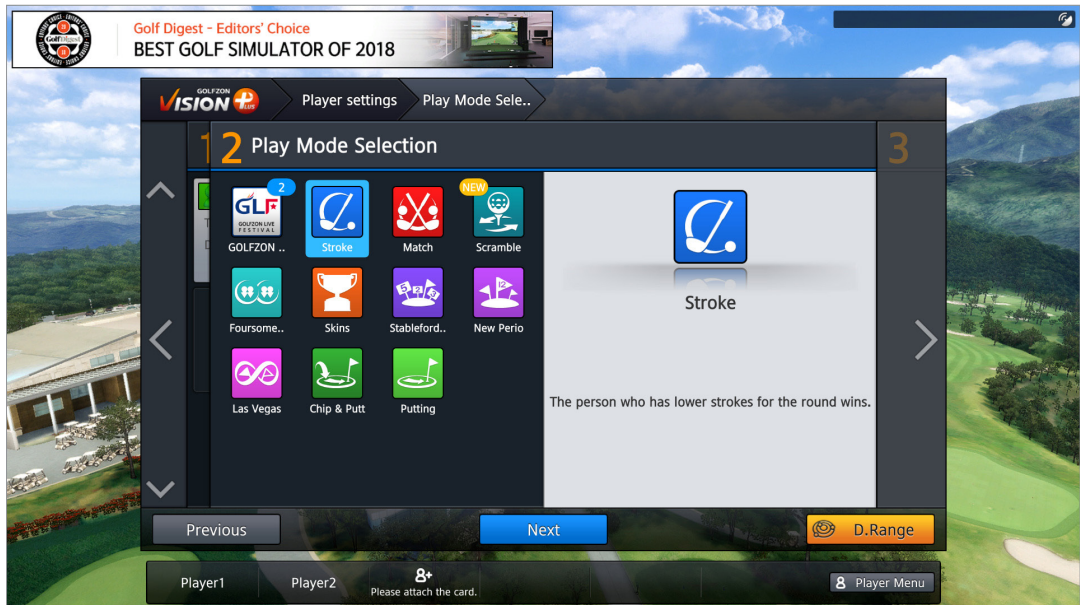 Golf Digest - Editors' Choice
BEST GOLF SIMULATOR OF 2018
GOLFZON
VISION PLUS
Player settings
Play Mode Sele..
1
2 Play Mode Selection
3
2
GLF
GOLFZON LIVE
FESTIVAL
GOLFZON ..
Stroke
Match
NEW
Scramble
Foursome..
Skins
Stableford..
New Perio
Las Vegas
Chip & Putt
Putting
Stroke
The person who has lower strokes for the round wins.
Previous
Next
D.Range
Player1
Player2
Please attach the card.
Player Menu